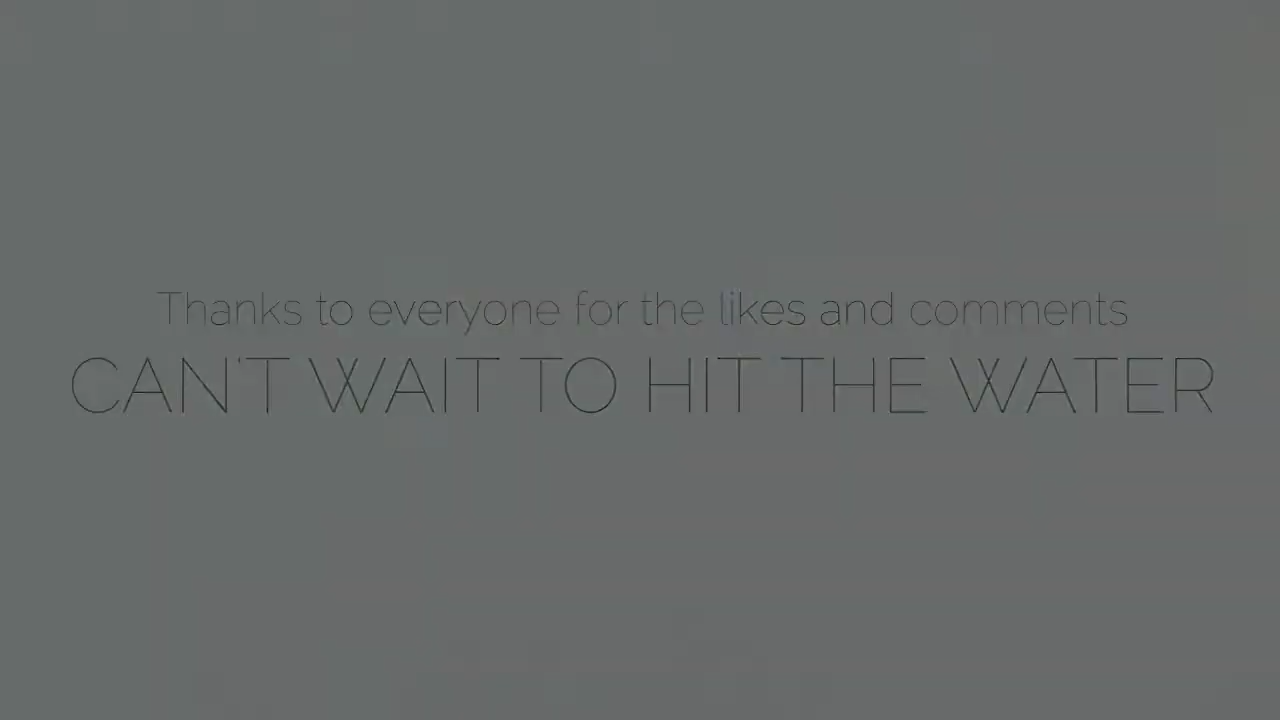 Thanks to everyone for the likes and comments
CAN'T WAIT TO HIT THE WATER